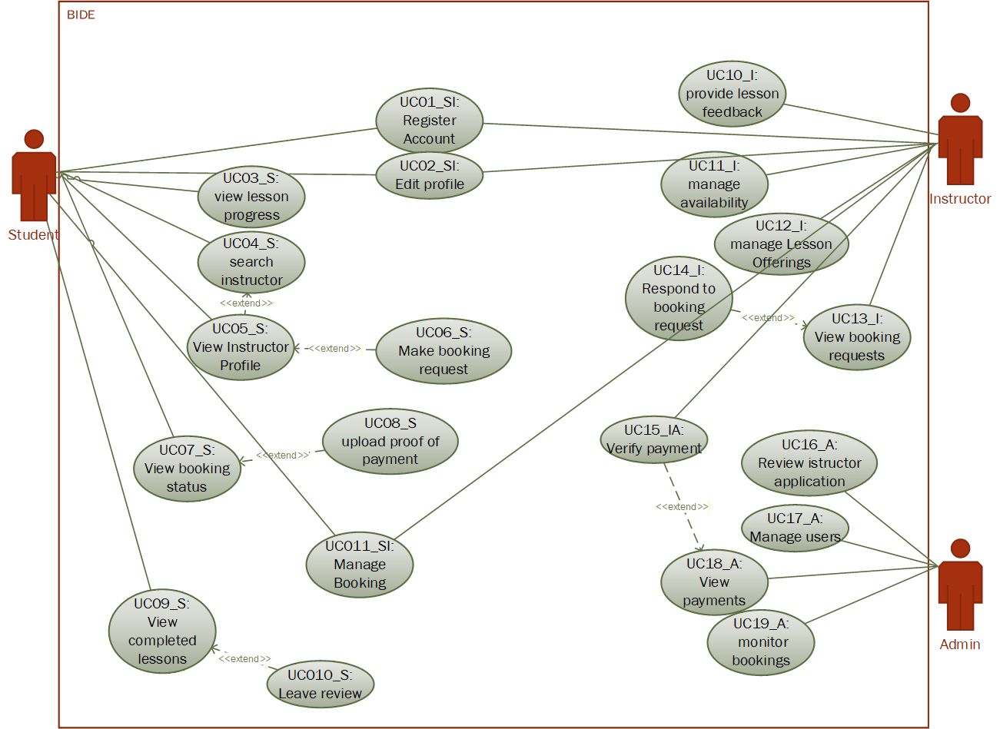 BIDE
UC10_I:
provide lesson
feedback
UC01_SI:
Register
Account
UC02_SI:
Edit profile
UC03_S:
view lesson
progress
UC11_I:
manage
availability
Instructor
Student
UC04_S:
search
instructor
UC12_I:
manage Lesson
Offerings
UC14_I:
Respond to
booking
request
<<extend>>
<<extend>>
UC13_I:
View booking
requests
UC05_S:
View Instructor
Profile
<<extend>>
UC06_S:
Make booking
request
UC08_S
upload proof of
payment
UC15_IA:
Verify payment
UC16_A:
Review istructor
application
UC07_S:
View booking
status
<<extend>>
<<extend>>
UC17_A:
Manage users
UC011_SI:
Manage
Booking
UC18_A:
View
payments
UC09_S:
View
completed
lessons
UC19_A:
monitor
bookings
Admin
<<extend>>
UC010_S:
Leave review